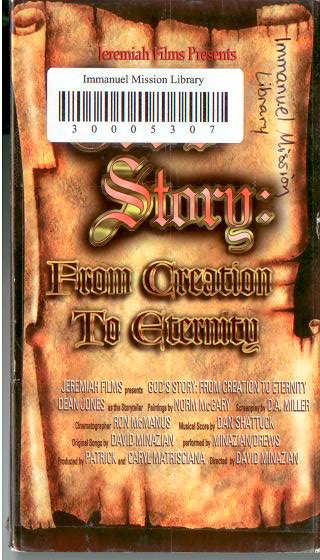 Jeremiah Films Presents
Immanuel Mission Library
30005307
Immanuel Mission
Library
Story:
From Creation
To Eternity
JEREMIAH FILMS presents GOD'S STORY: FROM CREATION TO ETERNITY
DEAN JONES as the Storyteller Paintings by NORM McGARY Screenplay by D.A. MILLER
Cinematographer RON McMANUS Musical Score by DAN SHATTUCK
Original Songs by DAVID MINAZIAN performed by MINAZIAN/DREWS
Produced by PATRICK and CARYL MATRISCIANA Directed by DAVID MINAZIAN